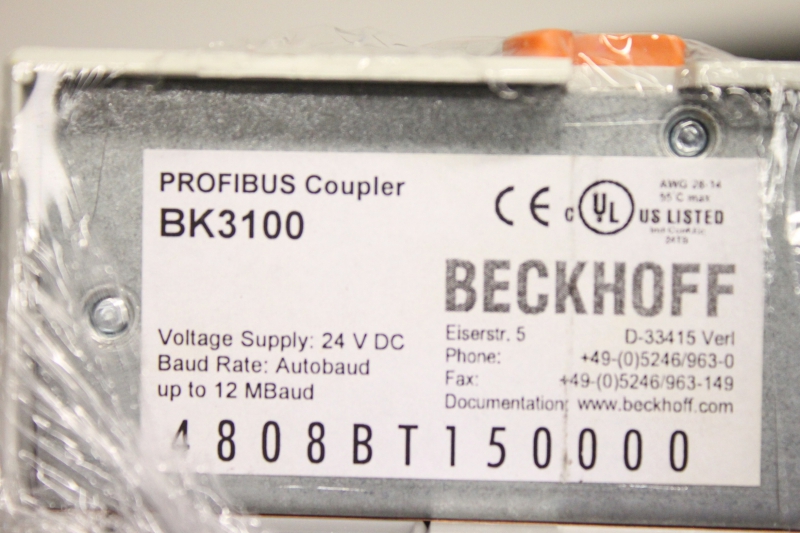 PROFIBUS Coupler
BK3100
CE
c UL US LISTED
AWG 28-14
55°C max
BECKHOFF
Eiserstr. 5 D-33415 Verl
Phone: +49-(0)5246/963-0
Fax: +49-(0)5246/963-149
Documentation: www.beckhoff.com
Voltage Supply: 24 V DC
Baud Rate: Autobaud
up to 12 MBaud
4808BT150000